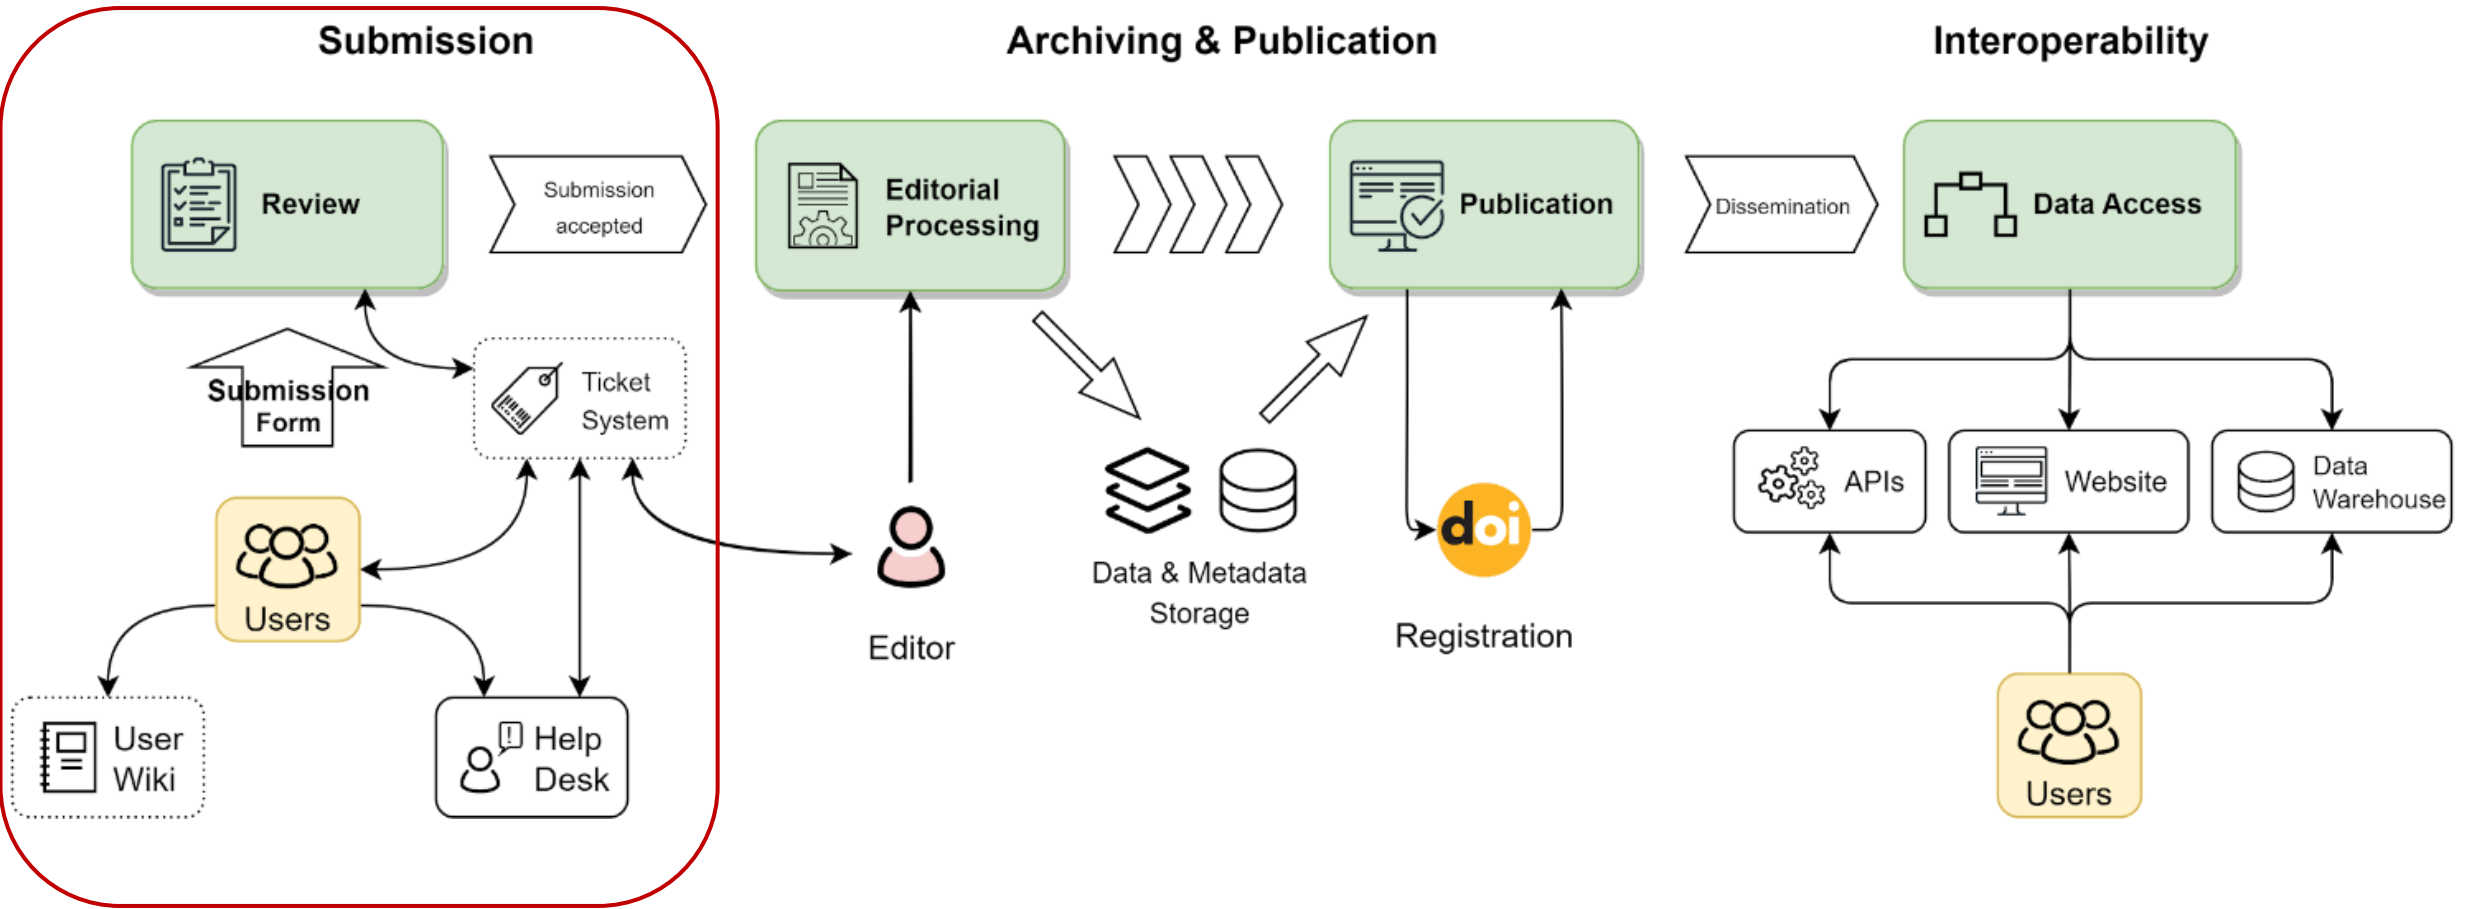 Submission
Archiving & Publication
Interoperability
Review
Submission
accepted
Editorial
Processing
Publication
Dissemination
Data Access
Submission
Form
Ticket
System
Users
User
Wiki
!
Help
Desk
Editor
Data & Metadata
Storage
doi
Registration
APIs
Website
Data
Warehouse
Users